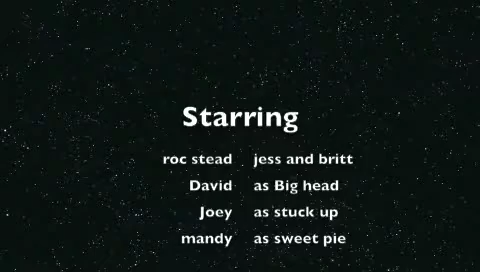 Starring
roc stead jess and britt
David as Big head
Joey as stuck up
mandy as sweet pie